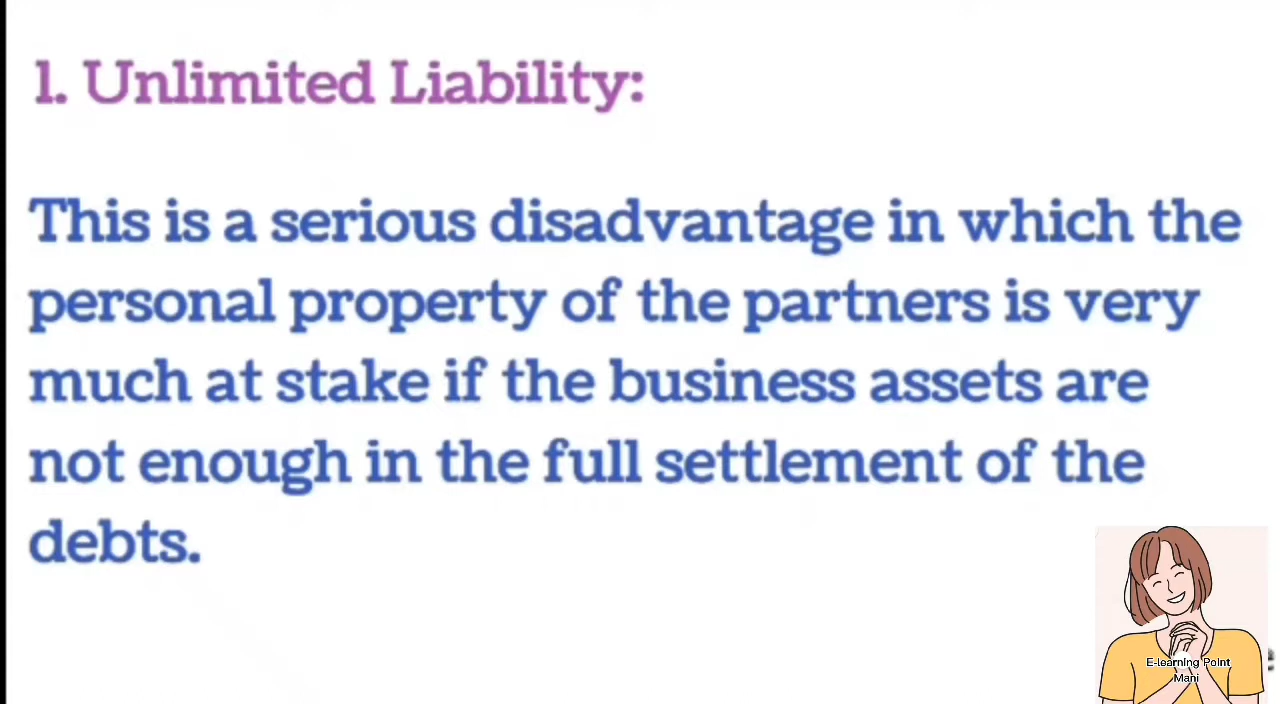 1. Unlimited Liability:
This is a serious disadvantage in which the
personal property of the partners is very
much at stake if the business assets are
not enough in the full settlement of the
debts.
E-learning Point
Mani